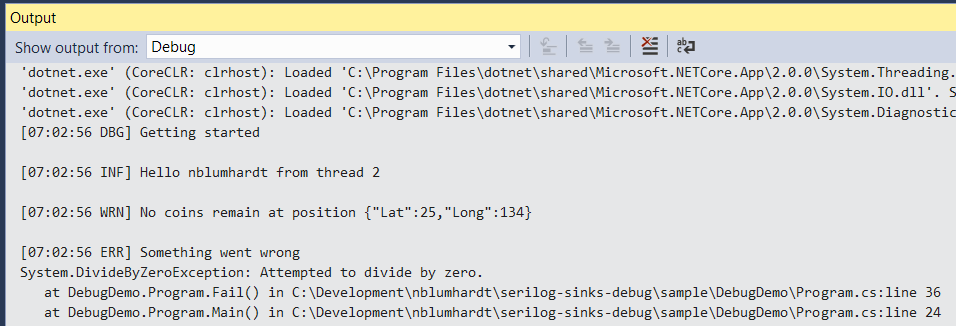 Output
Show output from: Debug
'dotnet.exe' (CoreCLR: clrhost): Loaded 'C:\Program Files\dotnet\shared\Microsoft.NETCore.App\2.0.0\System.Threading.
'dotnet.exe' (CoreCLR: clrhost): Loaded 'C:\Program Files\dotnet\shared\Microsoft.NETCore.App\2.0.0\System.IO.dll'. S
'dotnet.exe' (CoreCLR: clrhost): Loaded 'C:\Program Files\dotnet\shared\Microsoft.NETCore.App\2.0.0\System.Diagnostic
[07:02:56 DBG] Getting started
[07:02:56 INF] Hello nblumhardt from thread 2
[07:02:56 WRN] No coins remain at position {"Lat":25,"Long":134}
[07:02:56 ERR] Something went wrong
System.DivideByZeroException: Attempted to divide by zero.
at DebugDemo.Program.Fail() in C:\Development\nblumhardt\serilog-sinks-debug\sample\DebugDemo\Program.cs:line 36
at DebugDemo.Program.Main() in C:\Development\nblumhardt\serilog-sinks-debug\sample\DebugDemo\Program.cs:line 24